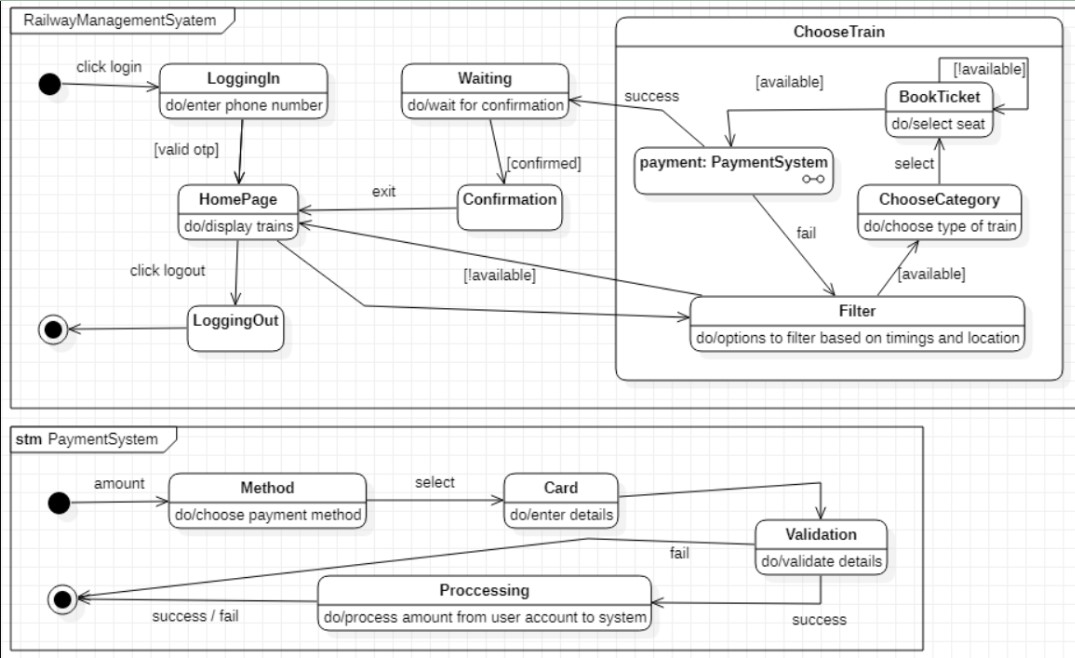 RailwayManagementSyatem
ChooseTrain
click login
LoggingIn
do/enter phone number
Waiting
do/wait for confirmation
success
[available]
[!available]
BookTicket
do/select seat
[valid otp]
[confirmed]
payment: PaymentSystem
select
HomePage
do/display trains
exit
Confirmation
ChooseCategory
do/choose type of train
fail
click logout
[!available]
[available]
LoggingOut
Filter
do/options to filter based on timings and location
stm PaymentSystem
amount
Method
do/choose payment method
select
Card
do/enter details
Validation
do/validate details
fail
Proccessing
do/process amount from user account to system
success / fail
success